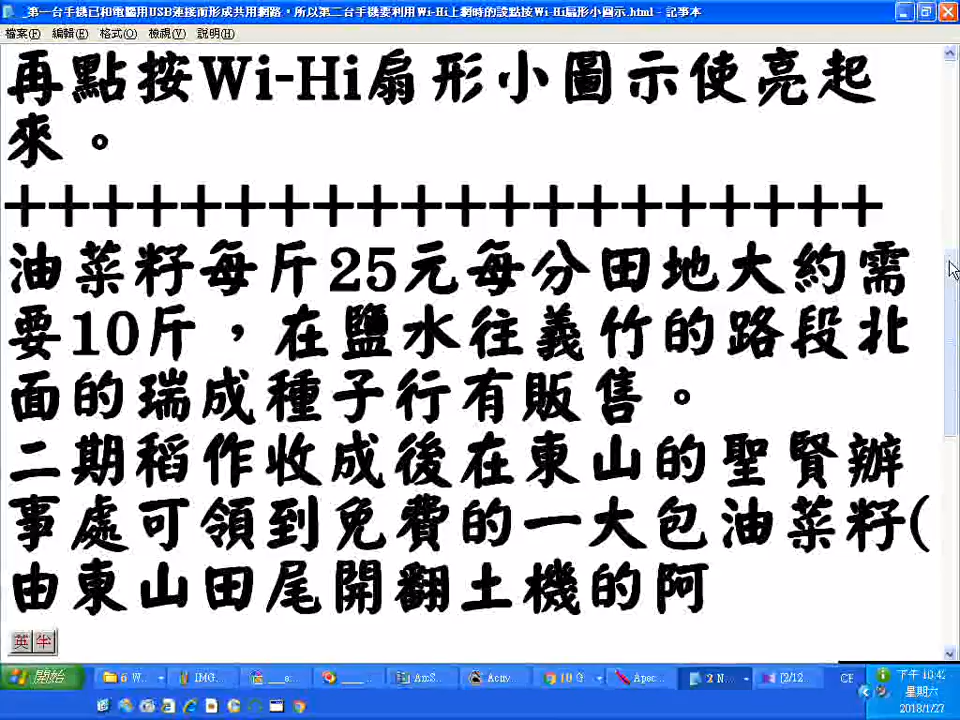 第一台手機已和電腦用USB連接而形成共用網路，所以第二台手機要利用Wi-Hi上網時的設點按Wi-Hi扇形小圖示.html - 記事本
檔案(F) 編輯(E) 格式(O) 檢視(V) 說明(H)
再點按Wi-Hi扇形小圖示使亮起
來。
++++++++++++++++++++
油菜籽每斤25元每分田地大約需
要10斤，在鹽水往義竹的路段北
面的瑞成種子行有販售。
二期稻作收成後在東山的聖賢辦
事處可領到免費的一大包油菜籽(
由東山田尾開翻土機的阿
英 半
開始 6 W... IMG... Acnv 10 G 2 N... [2/12 CE 下午 10:42
星期六
2018/1/27